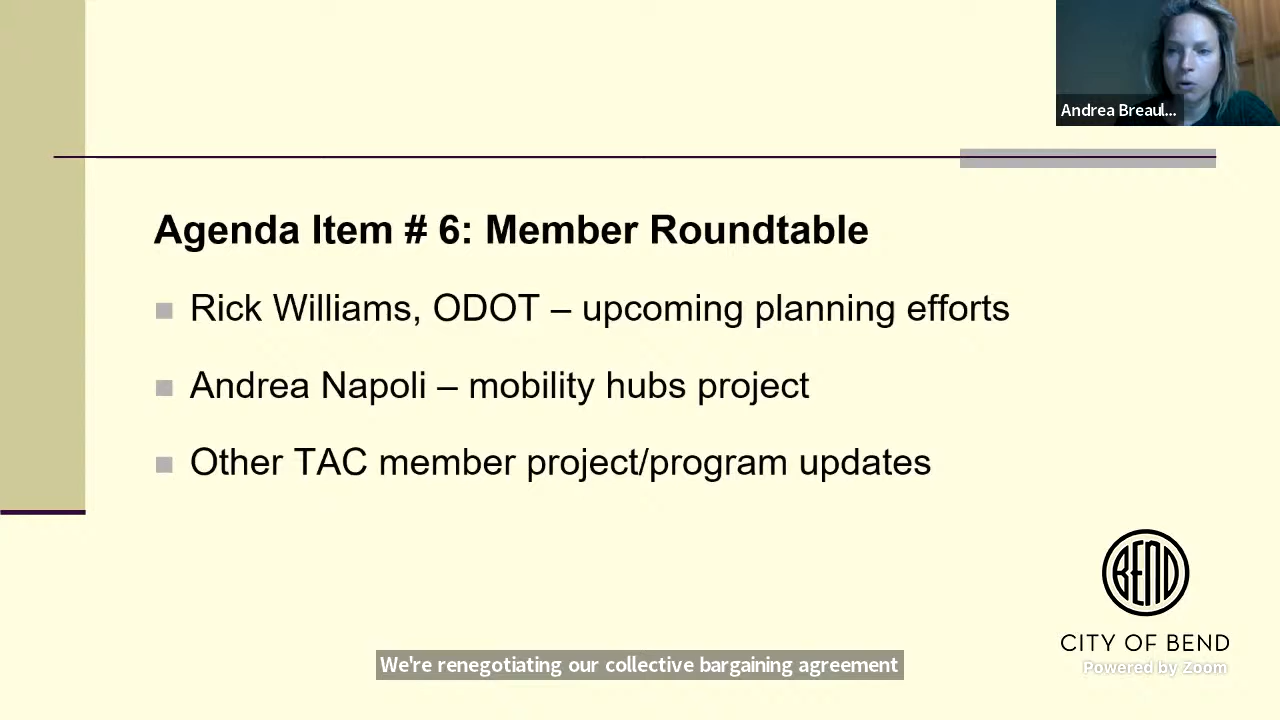 Andrea Breaul...
Agenda Item # 6: Member Roundtable
Rick Williams, ODOT – upcoming planning efforts
Andrea Napoli – mobility hubs project
Other TAC member project/program updates
BEND
CITY OF BEND
Powered by Zoom
We're renegotiating our collective bargaining agreement